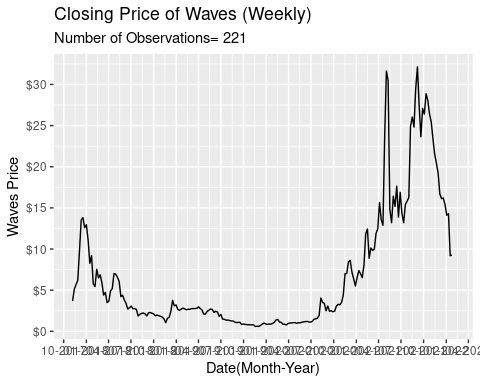 Closing Price of Waves (Weekly)
Number of Observations= 221
$30
$25
$20
$15
$10
$5
$0
Waves Price
Date(Month-Year)